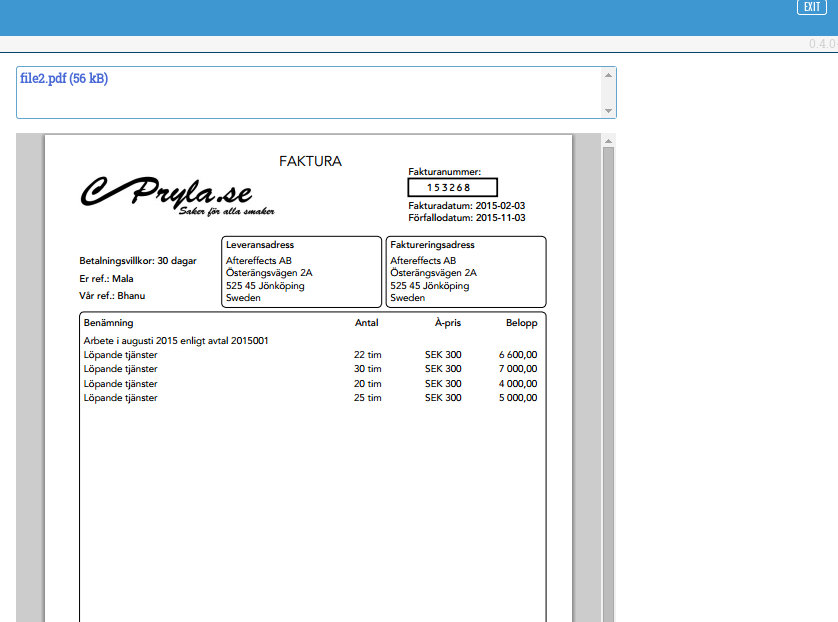 EXIT
0.4.0
file2.pdf (56 kB)
FAKTURA
Pryla.se
Saker för alla smaker
Fakturanummer:
153268
Fakturadatum: 2015-02-03
Förfallodatum: 2015-11-03
Betalningsvillkor: 30 dagar
Er ref.: Mala
Vår ref.: Bhanu
Leveransadress
Aftereffects AB
Österängsvägen 2A
525 45 Jönköping
Sweden
Faktureringsadress
Aftereffects AB
Österängsvägen 2A
525 45 Jönköping
Sweden
Benämning Antal À-pris Belopp
Arbete i augusti 2015 enligt avtal 2015001
Löpande tjänster 22 tim SEK 300 6 600,00
Löpande tjänster 30 tim SEK 300 7 000,00
Löpande tjänster 20 tim SEK 300 4 000,00
Löpande tjänster 25 tim SEK 300 5 000,00